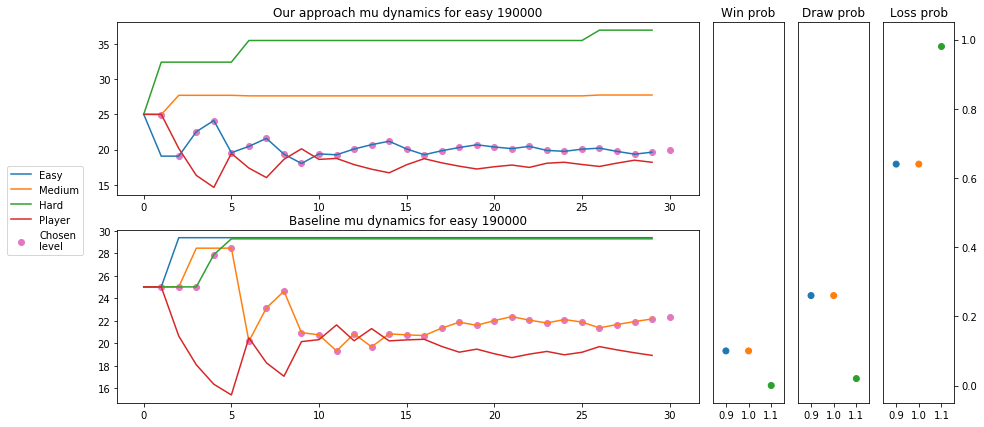 Our approach mu dynamics for easy 190000
35
30
25
20
15
0 5 10 15 20 25 30
Easy
Medium
Hard
Player
Chosen
level
Baseline mu dynamics for easy 190000
30
28
26
24
22
20
18
16
0 5 10 15 20 25 30
Win prob
0.9 1.0 1.1
Draw prob
0.9 1.0 1.1
Loss prob
0.9 1.0 1.1
1.0
0.8
0.6
0.4
0.2
0.0